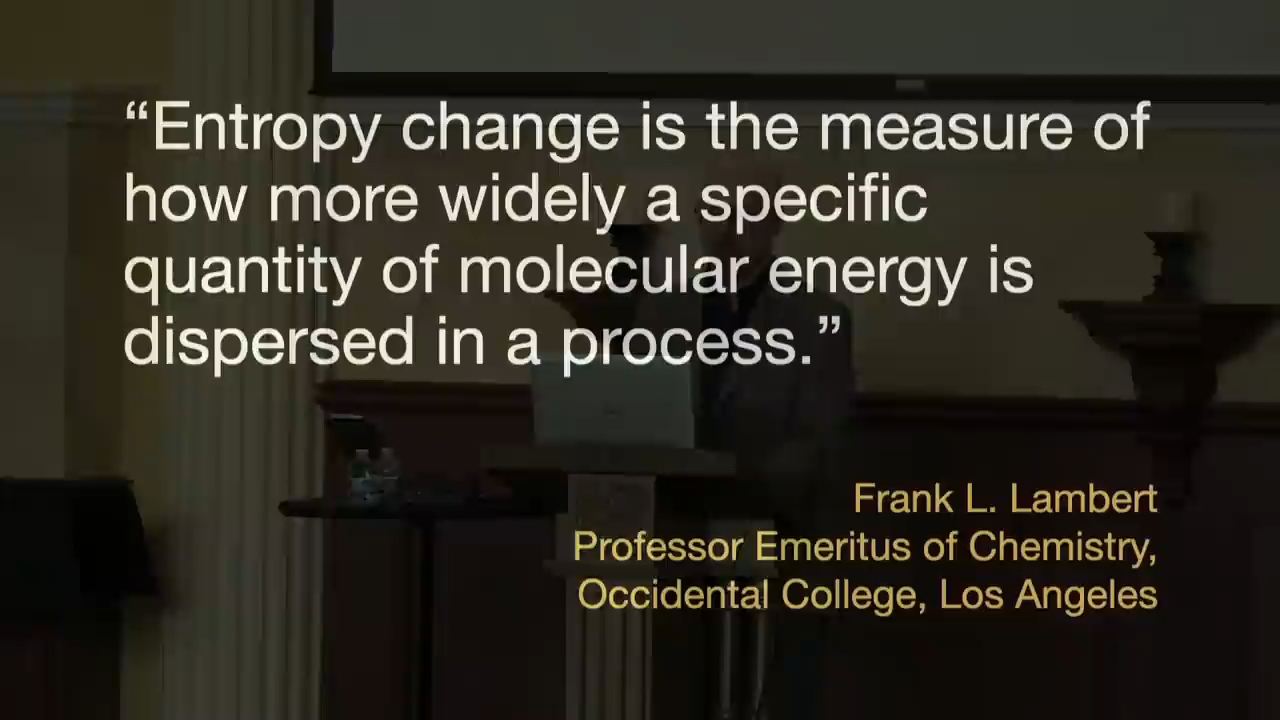 “Entropy change is the measure of
how more widely a specific
quantity of molecular energy is
dispersed in a process.”
Frank L. Lambert
Professor Emeritus of Chemistry,
Occidental College, Los Angeles